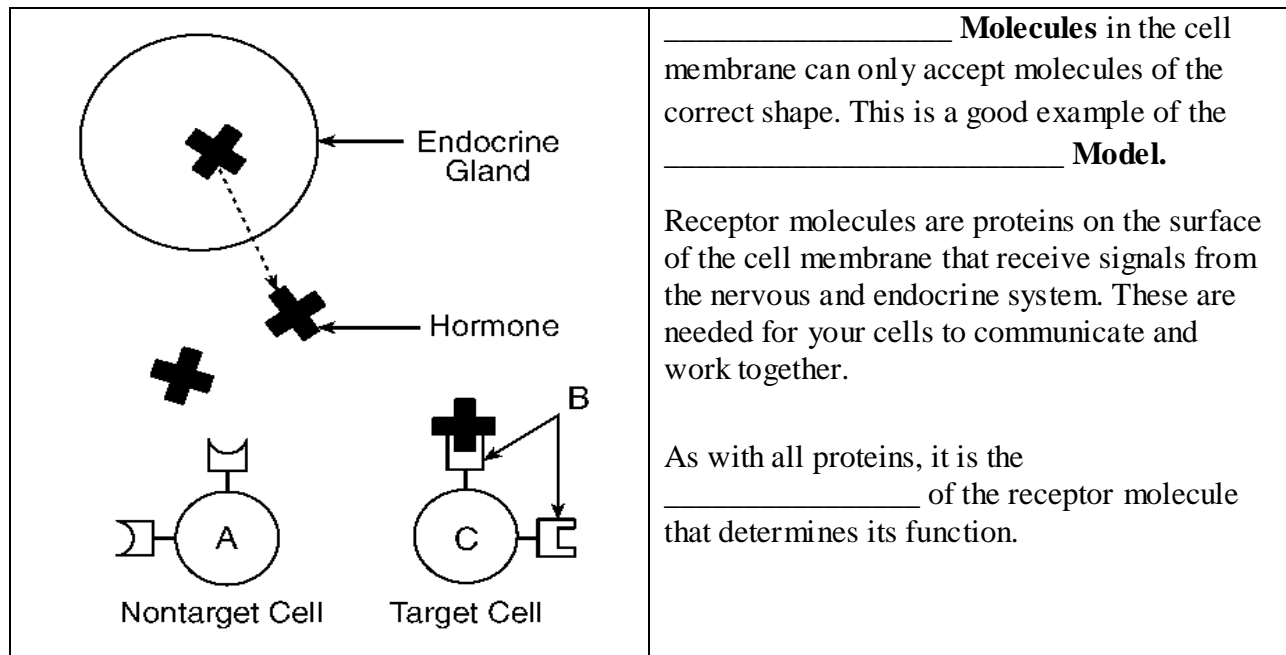 Endocrine
Gland
Hormone
B
A
C
Nontarget Cell
Target Cell
__________________ Molecules in the cell
membrane can only accept molecules of the
correct shape. This is a good example of the
_________________________ Model.
Receptor molecules are proteins on the surface
of the cell membrane that receive signals from
the nervous and endocrine system. These are
needed for your cells to communicate and
work together.
As with all proteins, it is the
________________ of the receptor molecule
that determines its function.